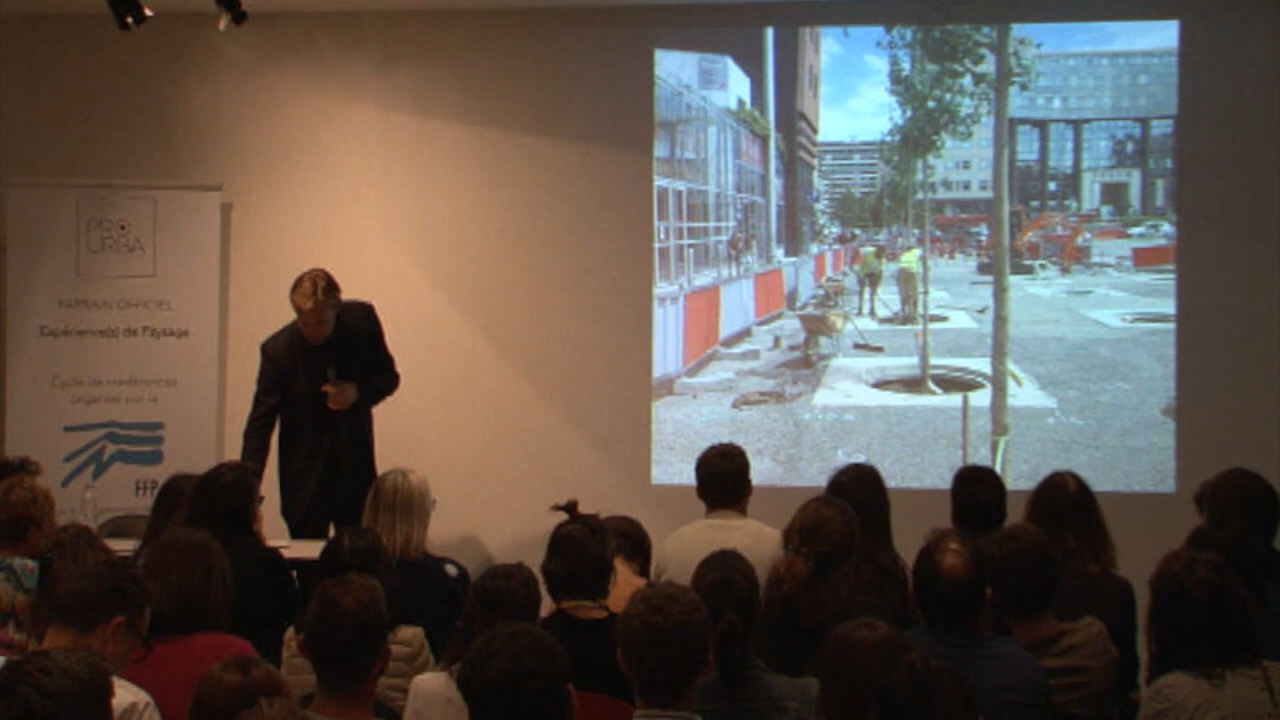 PRO
URBA
PARTENAIRE OFFICIEL
Expérience(s) de Paysage
Cycle de conférences
organisé par la
FFP